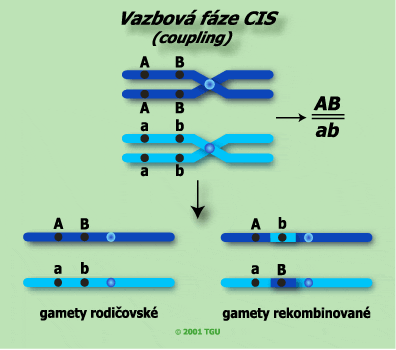 Vazbová fáze CIS
(coupling)
A B
A B
a b
a b
AB
ab
A B
a b
A b
a B
gamety rodičovské
gamety rekombinované
© 2001 TGU